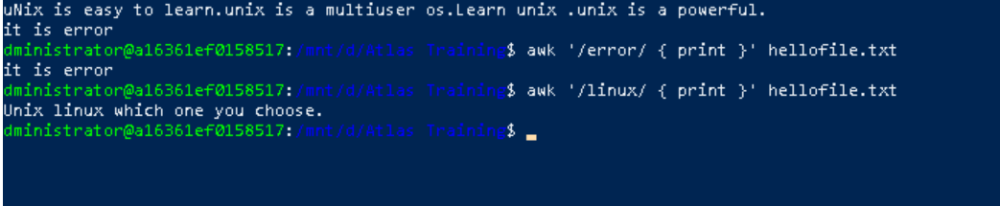 uNix is easy to learn.unix is a multiuser os.Learn unix .unix is a powerful.
it is error
dministrator@a16361ef0158517:/mnt/d/Atlas Training$ awk '/error/ { print }' hellofile.txt
it is error
dministrator@a16361ef0158517:/mnt/d/Atlas Training$ awk '/linux/ { print }' hellofile.txt
Unix linux which one you choose.
dministrator@a16361ef0158517:/mnt/d/Atlas Training$